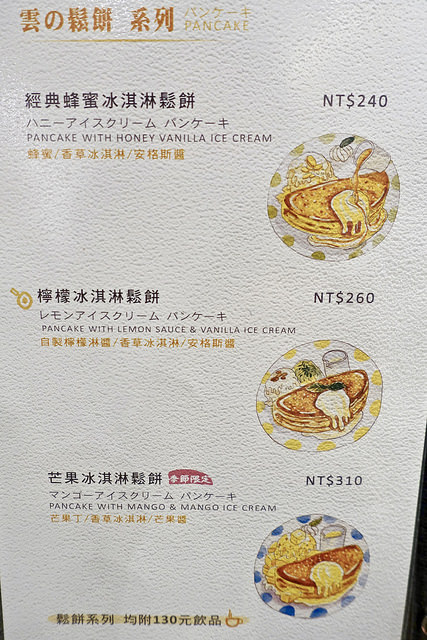 雲の鬆餅 系列 パンケーキ
PANCAKE
經典蜂蜜冰淇淋鬆餅 NT$240
ハニーアイスクリーム パンケーキ
PANCAKE WITH HONEY VANILLA ICE CREAM
蜂蜜/香草冰淇淋/安格斯醬
檸檬冰淇淋鬆餅 NT$260
レモンアイスクリーム パンケーキ
PANCAKE WITH LEMON SAUCE & VANILLA ICE CREAM
自製檸檬淋醬/香草冰淇淋/安格斯醬
芒果冰淇淋鬆餅 季節限定 NT$310
マンゴーアイスクリーム パンケーキ
PANCAKE WITH MANGO & MANGO ICE CREAM
芒果丁/香草冰淇淋/芒果醬
鬆餅系列 均附130元飲品